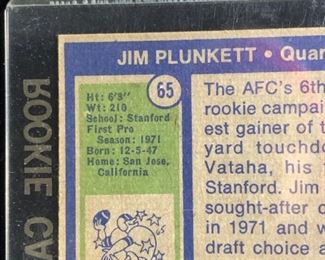 ROOKIE CA
JIM PLUNKETT • Quar
65
Ht: 6'3"
Wt: 210
School: Stanford
First Pro
Season: 1971
Born: 12-5-47
Home: San Jose,
California
The AFC's 6th
rookie campai
est gainer of t
yard touchdo
Vataha, his
Stanford. Jim
sought-after c
in 1971 and w
draft choice a